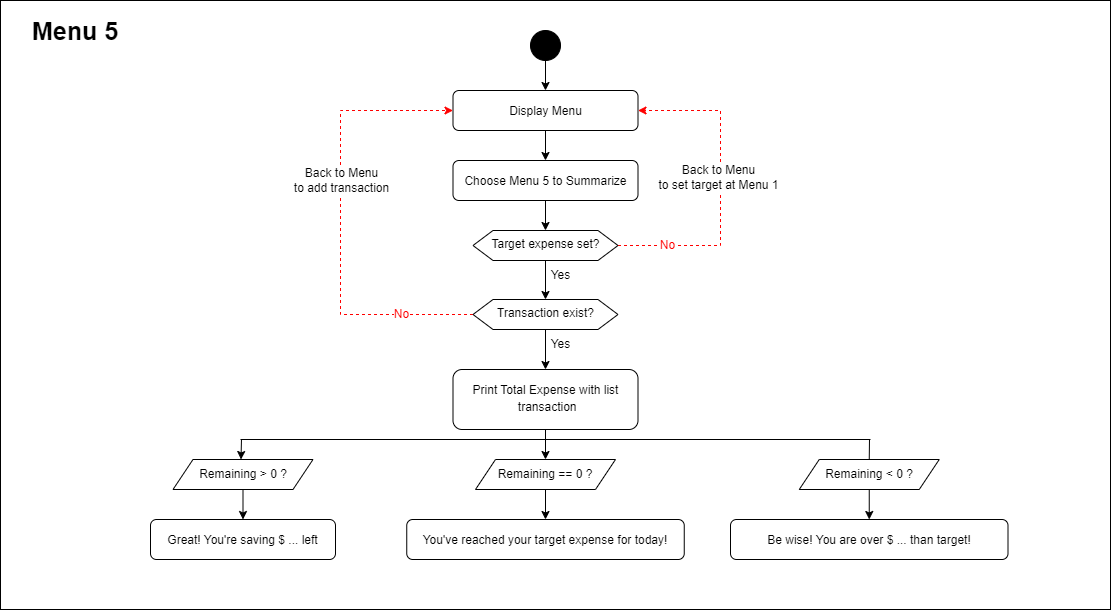 Menu 5
Display Menu
Back to Menu
to add transaction
Choose Menu 5 to Summarize
Back to Menu
to set target at Menu 1
Target expense set?
No
Yes
Transaction exist?
No
Yes
Print Total Expense with list
transaction
Remaining > 0 ?
Remaining == 0 ?
Remaining < 0 ?
Great! You're saving $ ... left
You've reached your target expense for today!
Be wise! You are over $ ... than target!